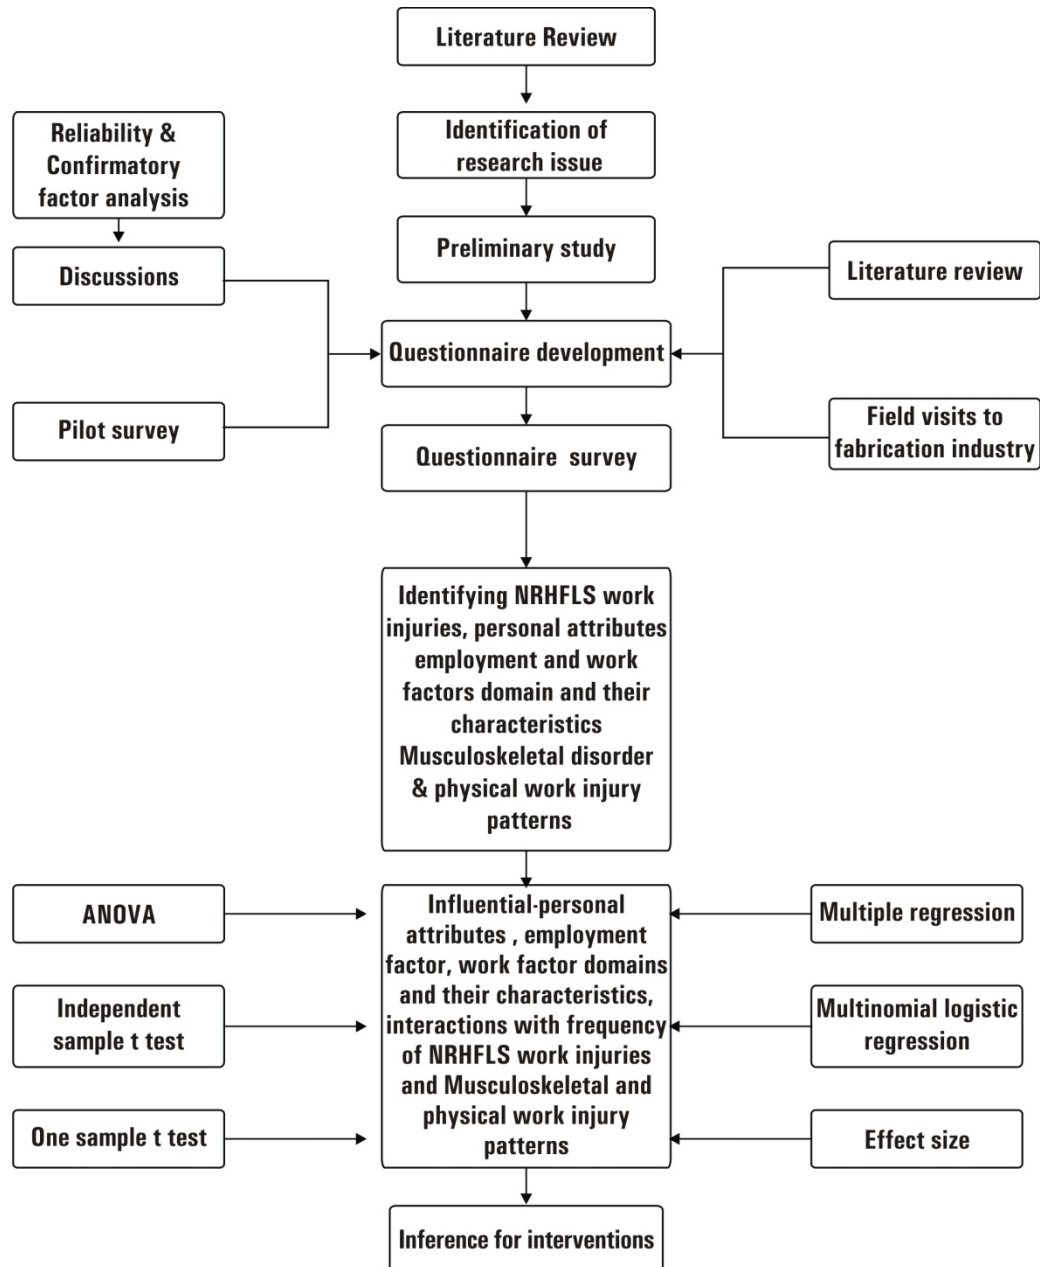 Literature Review
Identification of
research issue
Reliability &
Confirmatory
factor analysis
Preliminary study
Discussions
Literature review
Questionnaire development
Pilot survey
Field visits to
fabrication industry
Questionnaire survey
Identifying NRHFLS work
injuries, personal attributes
employment and work
factors domain and their
characteristics
Musculoskeletal disorder
& physical work injury
patterns
ANOVA
Independent
sample t test
One sample t test
Influential-personal
attributes , employment
factor, work factor domains
and their characteristics,
interactions with frequency
of NRHFLS work injuries
and Musculoskeletal and
physical work injury
patterns
Multiple regression
Multinomial logistic
regression
Effect size
Inference for interventions